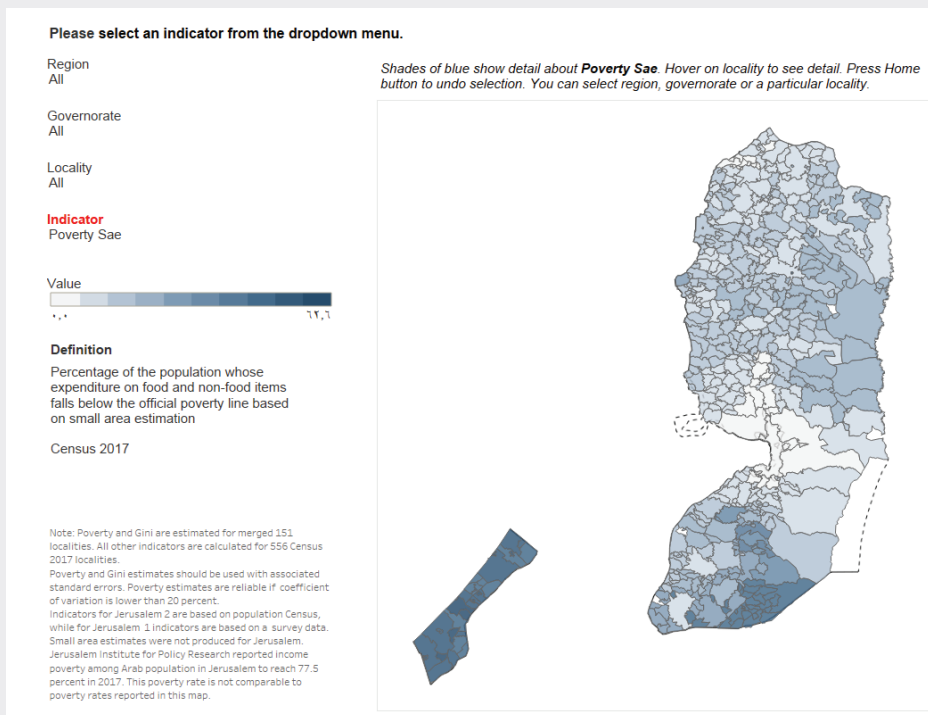 Please select an indicator from the dropdown menu.
Region
All
Governorate
All
Locality
All
Indicator
Poverty Sae
Value
٠,٠
٦٢,٦
Definition
Percentage of the population whose
expenditure on food and non-food items
falls below the official poverty line based
on small area estimation
Census 2017
Note: Poverty and Gini are estimated for merged 151
localities. All other indicators are calculated for 556 Census
2017 localities.
Poverty and Gini estimates should be used with associated
standard errors. Poverty estimates are reliable if coefficient
of variation is lower than 20 percent.
Indicators for Jerusalem 2 are based on population Census,
while for Jerusalem 1 indicators are based on a survey data.
Small area estimates were not produced for Jerusalem.
Jerusalem Institute for Policy Research reported income
poverty among Arab population in Jerusalem to reach 77.5
percent in 2017. This poverty rate is not comparable to
poverty rates reported in this map.
Shades of blue show detail about Poverty Sae. Hover on locality to see detail. Press Home
button to undo selection. You can select region, governorate or a particular locality.